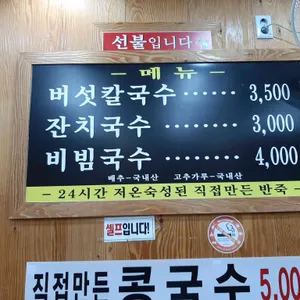 선불입니다
- 메 뉴 -
버섯칼국수 ······ 3,500
잔치국수 ········ 3,000
비빔국수 ········ 4,000
배추-국내산 고추가루-국내산
- 24시간 저온숙성된 직접만든 반죽 -
셀프입니다!
직접만든 콩국수 5,00